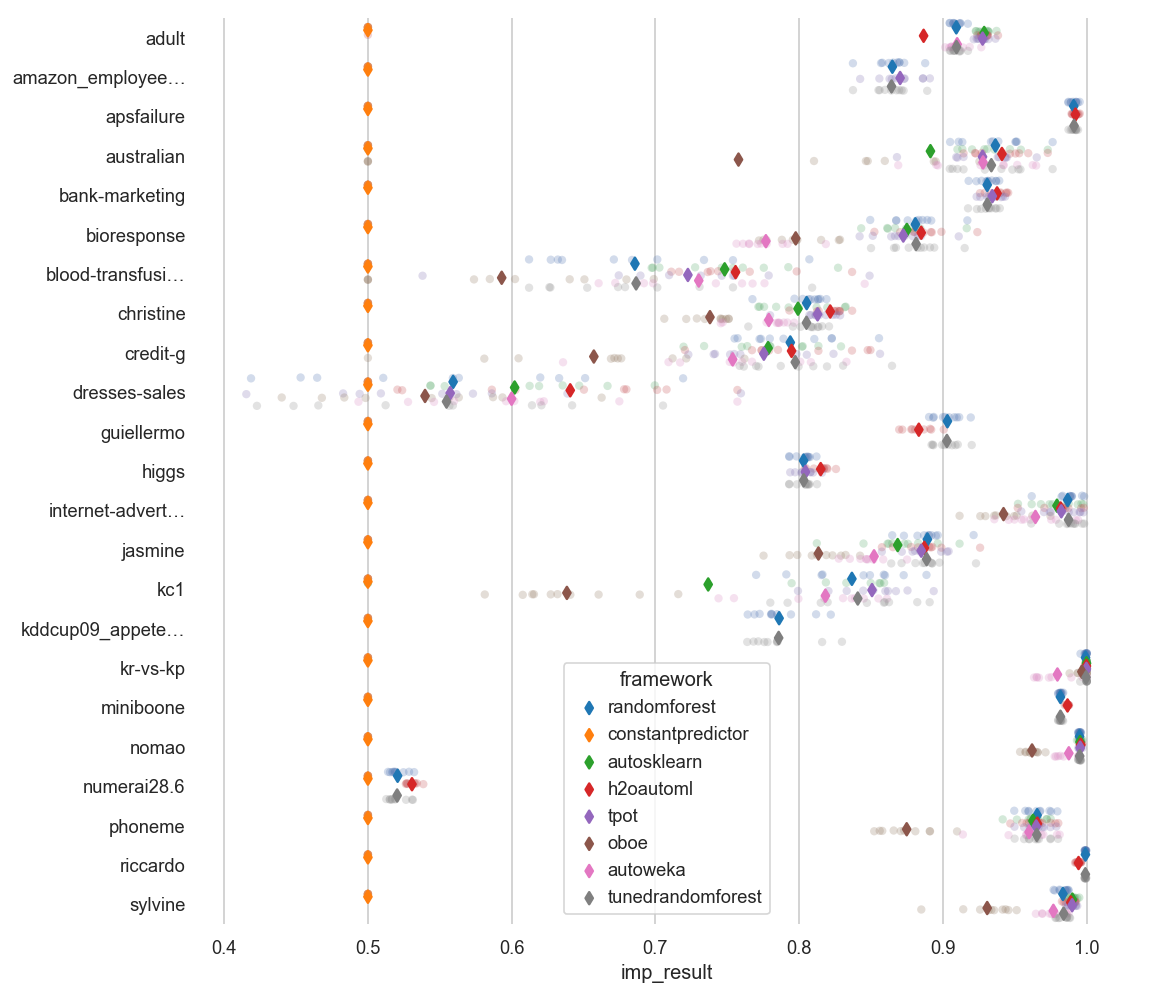 adult
amazon_employee…
apsfailure
australian
bank-marketing
bioresponse
blood-transfusi…
christine
credit-g
dresses-sales
guiellermo
higgs
internet-advert…
jasmine
kc1
kddcup09_appete…
kr-vs-kp
miniboone
nomao
numerai28.6
phoneme
riccardo
sylvine
framework
randomforest
constantpredictor
autosklearn
h2oautoml
tpot
oboe
autoweka
tunedrandomforest
0.4 0.5 0.6 0.7 0.8 0.9 1.0
imp_result